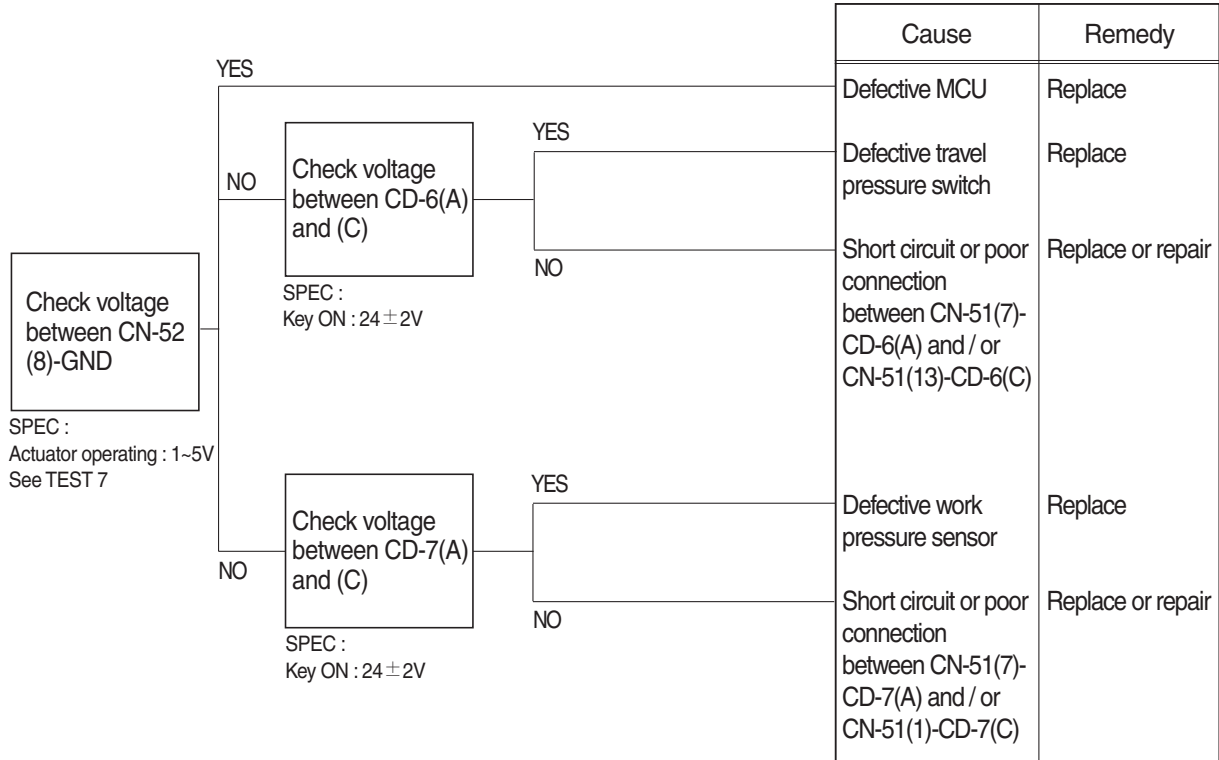 Cause
Remedy
YES
Defective MCU
Replace
NO
Check voltage
between CD-6(A)
and (C)
SPEC :
Key ON : 24±2V
YES
Defective travel
pressure switch
Replace
NO
Short circuit or poor
connection
between CN-51(7)-
CD-6(A) and / or
CN-51(13)-CD-6(C)
Replace or repair
Check voltage
between CN-52
(8)-GND
SPEC :
Actuator operating : 1~5V
See TEST 7
NO
Check voltage
between CD-7(A)
and (C)
SPEC :
Key ON : 24±2V
YES
Defective work
pressure sensor
Replace
NO
Short circuit or poor
connection
between CN-51(7)-
CD-7(A) and / or
CN-51(1)-CD-7(C)
Replace or repair